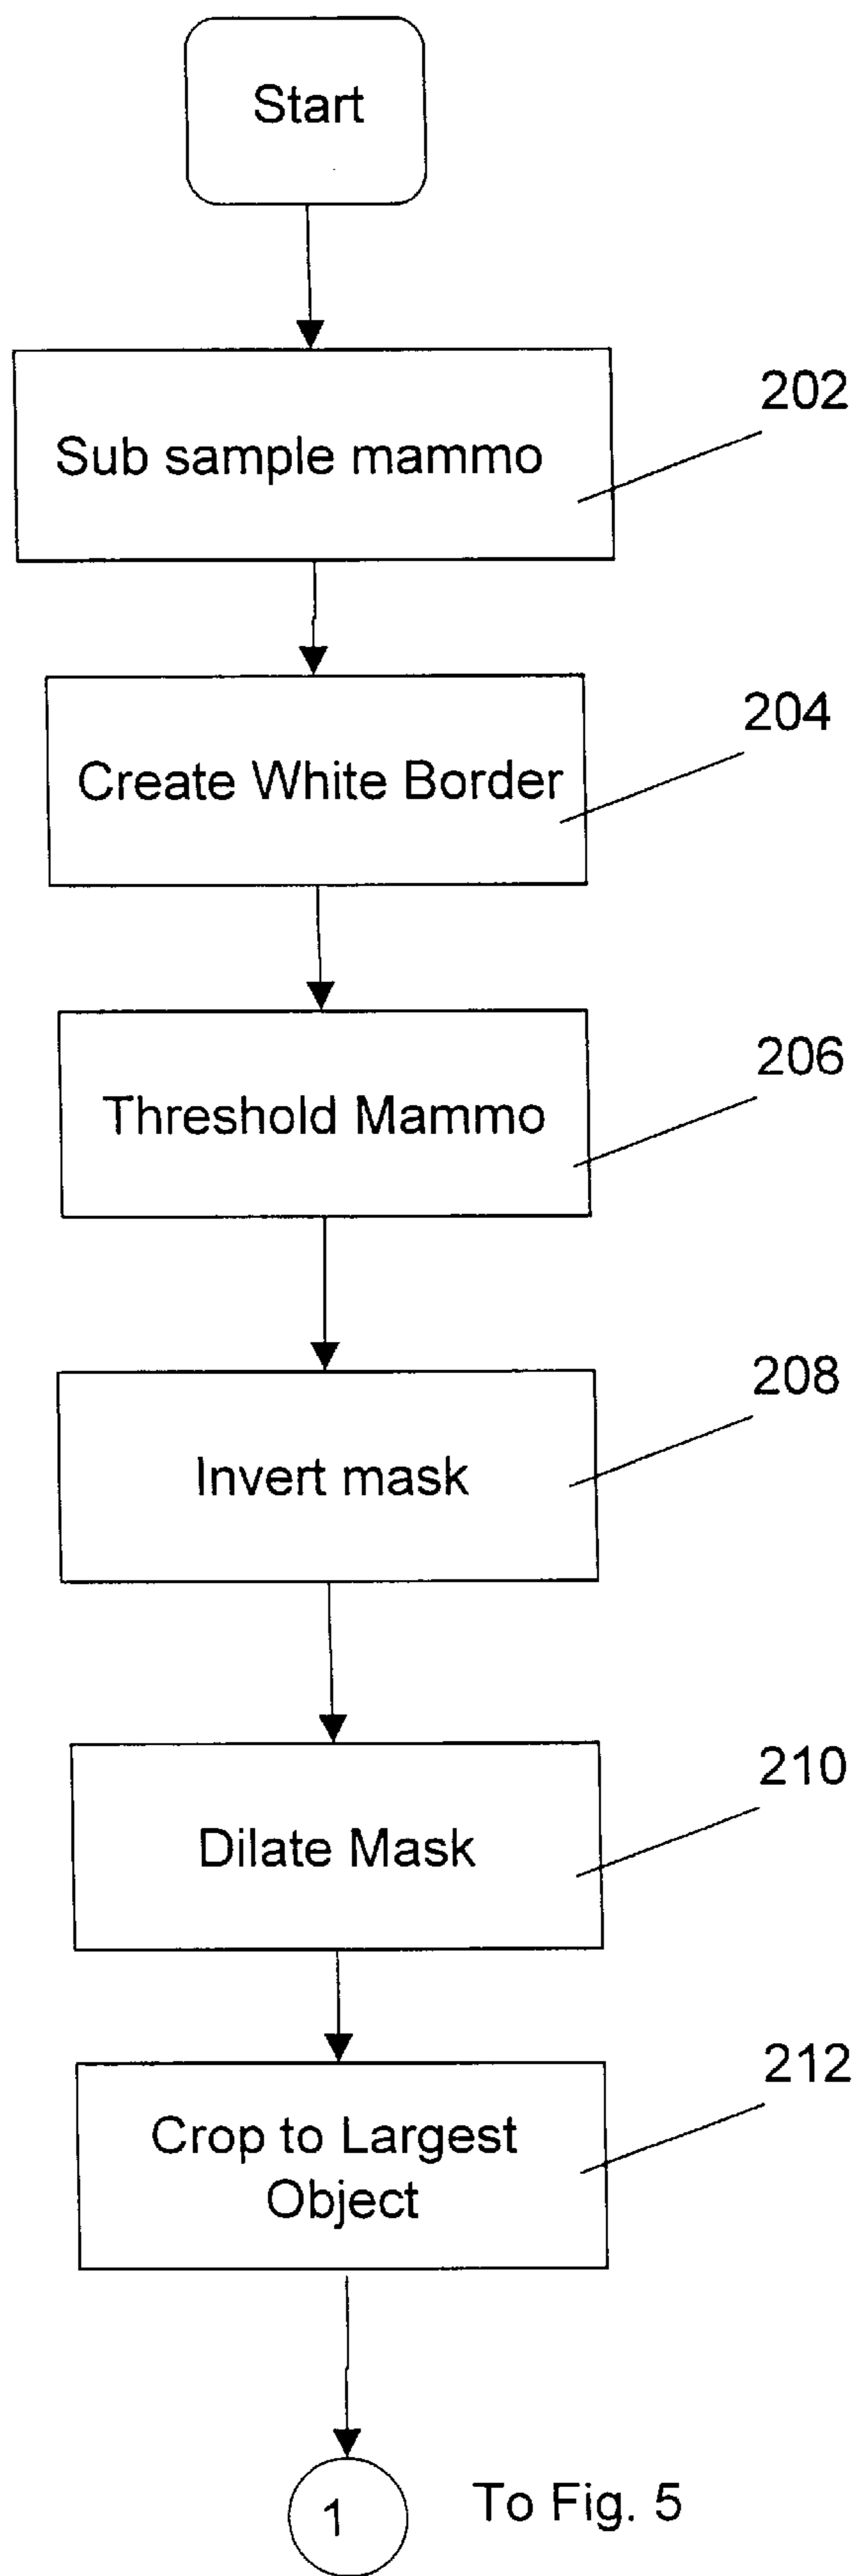 Start
202
Sub sample mammo
204
Create White Border
206
Threshold Mammo
208
Invert mask
210
Dilate Mask
212
Crop to Largest
Object
1
To Fig. 5